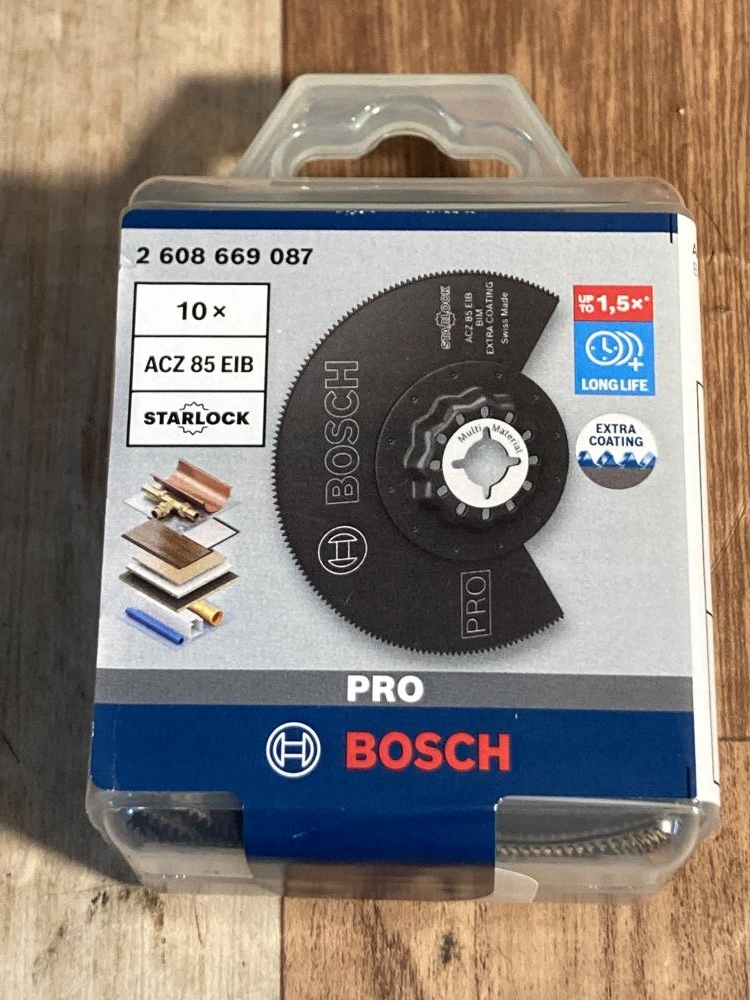 2 608 669 087
10 ×
ACZ 85 EIB
STARLOCK
STARLOCK
ACZ 85 EIB
BIM
EXTRA COATING
Swiss Made
BOSCH
Multi Material
PRO
UP TO 1,5×*
LONG LIFE
EXTRA
COATING
PRO
BOSCH